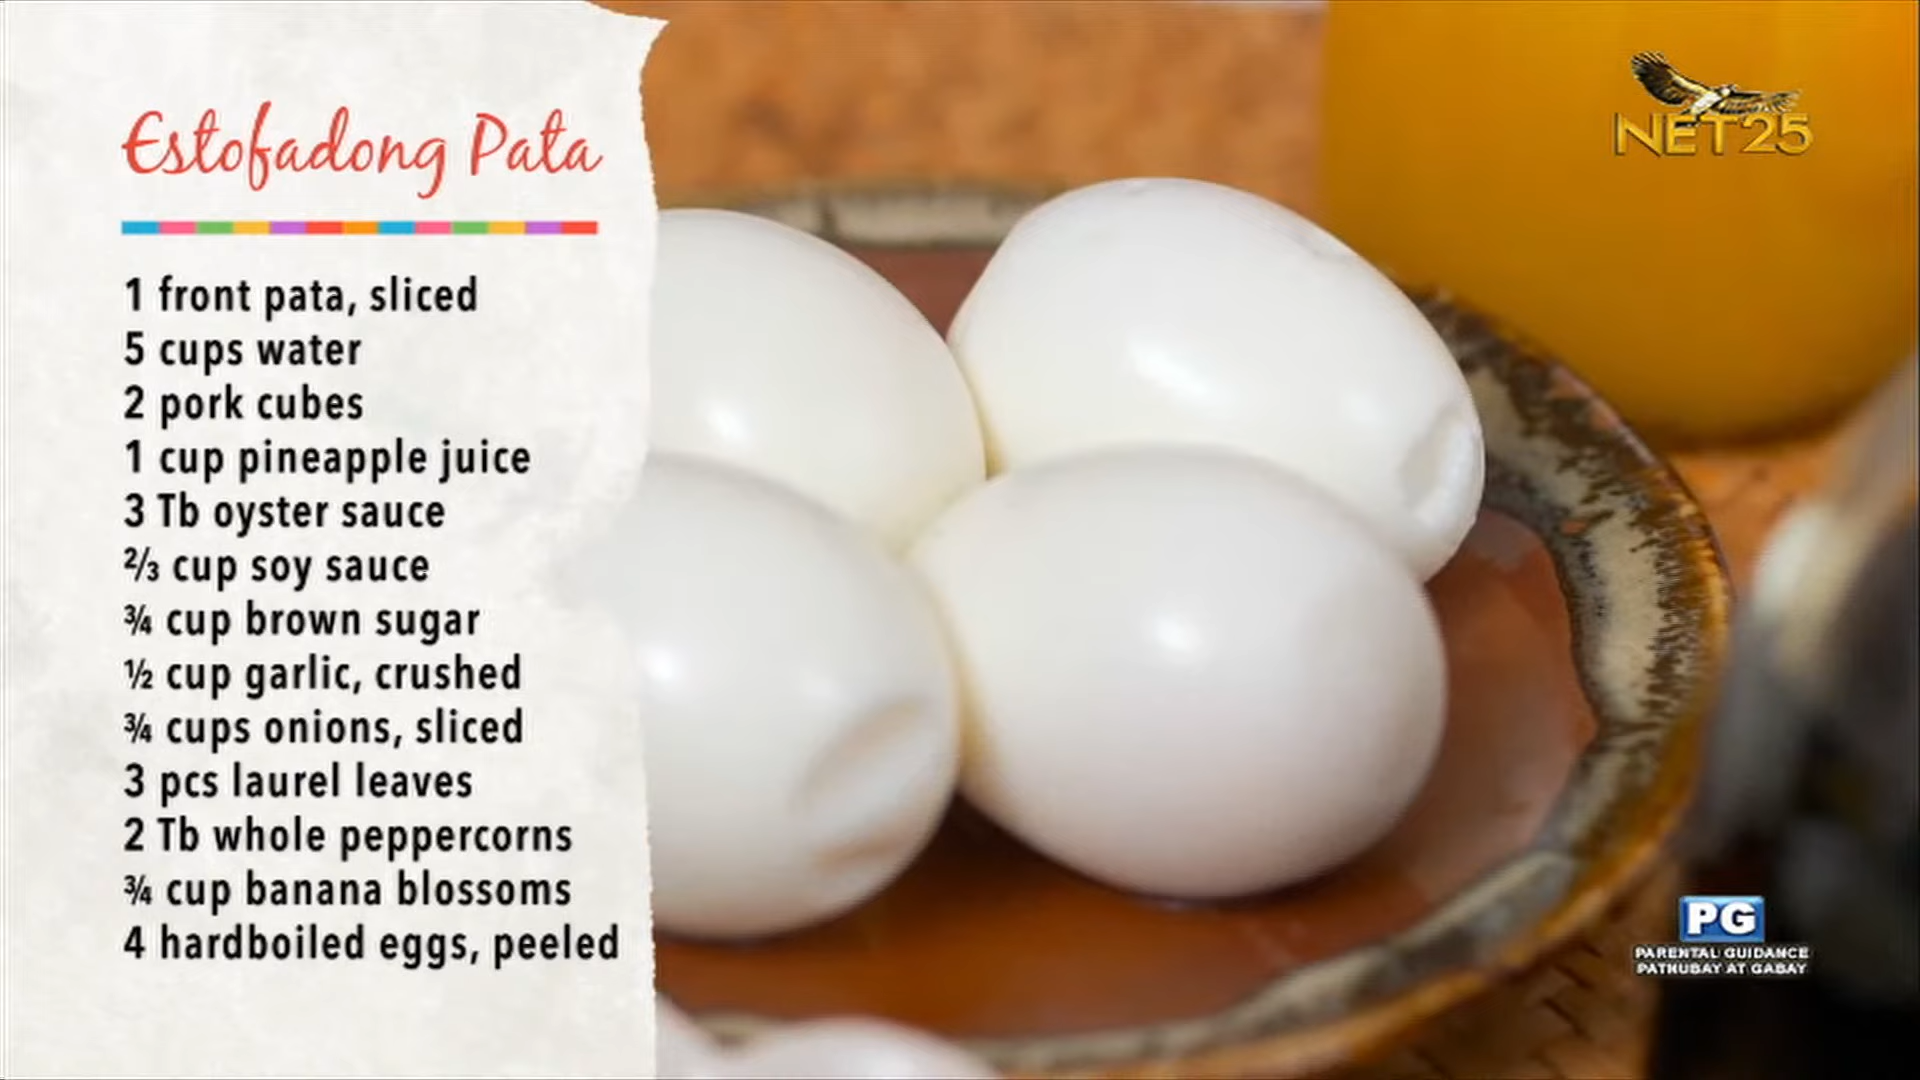 Estofadong Pata
NET25
1 front pata, sliced
5 cups water
2 pork cubes
1 cup pineapple juice
3 Tb oyster sauce
⅔ cup soy sauce
¾ cup brown sugar
½ cup garlic, crushed
¾ cups onions, sliced
3 pcs laurel leaves
2 Tb whole peppercorns
¾ cup banana blossoms
4 hardboiled eggs, peeled
PG
PARENTAL GUIDANCE
PATNUBAY AT GABAY